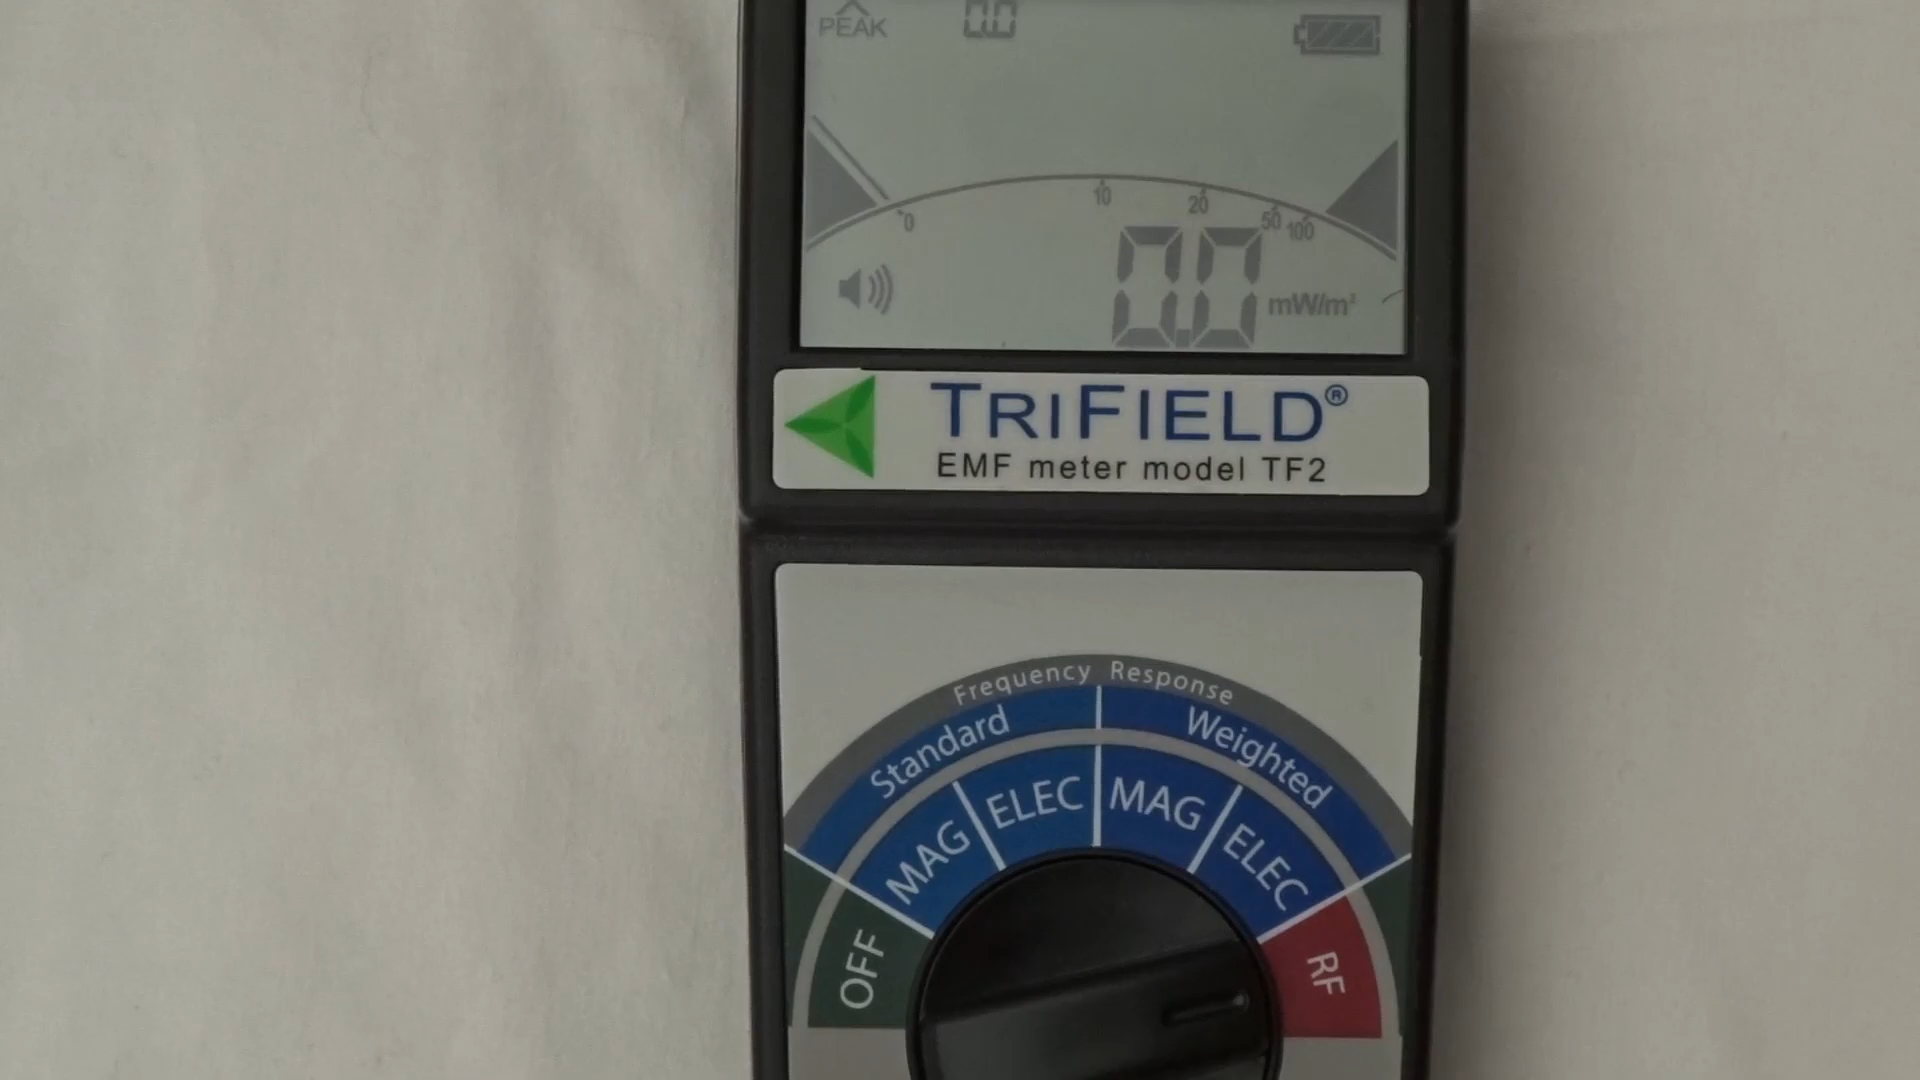 PEAK 0.0
0 10 20 50 100
0.0 mW/m²
TRIFIELD®
EMF meter model TF2
Frequency Response
Standard Weighted
MAG ELEC MAG ELEC
OFF RF